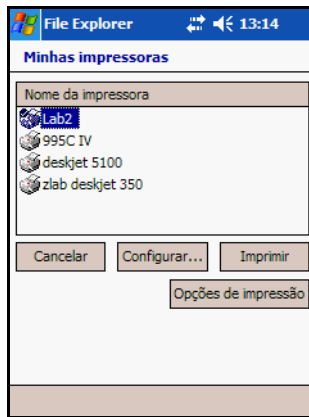 File Explorer 13:14
Minhas impressoras
Nome da impressora
Lab2
995C IV
deskjet 5100
zlab deskjet 350
Cancelar Configurar... Imprimir
Opções de impressão